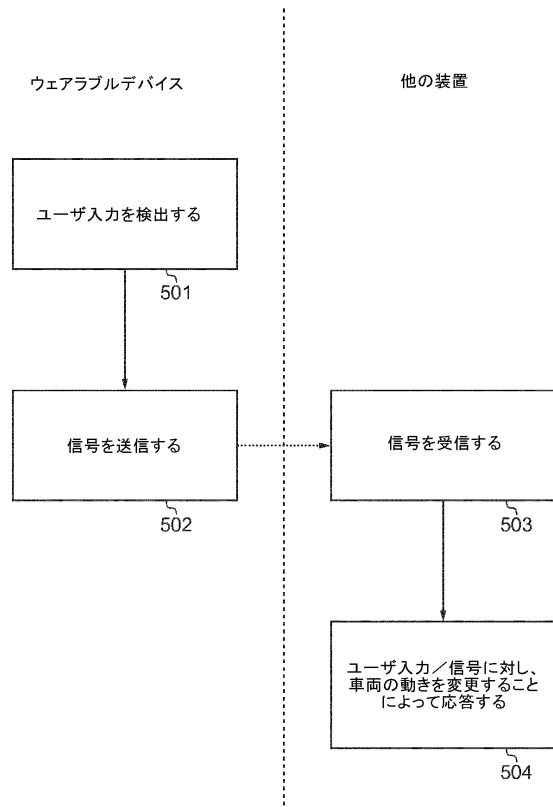 ウェアラブルデバイス
他の装置
ユーザ入力を検出する
501
信号を送信する
502
信号を受信する
503
ユーザ入力／信号に対し、
車両の動きを変更すること
によって応答する
504